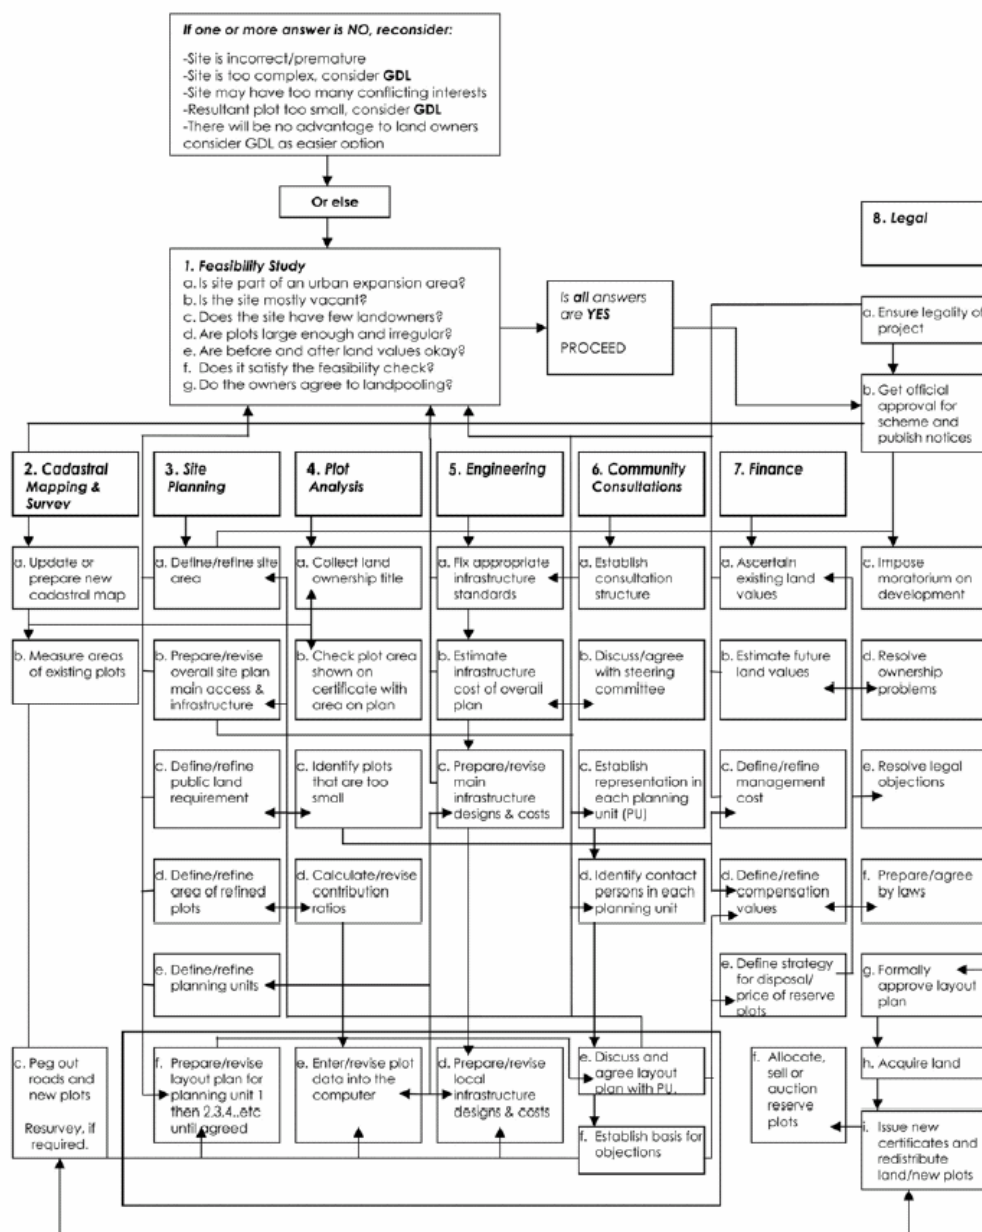 If one or more answer is NO, reconsider:
-Site is incorrect/premature
-Site is too complex, consider GDL
-Site may have too many conflicting interests
-Resultant plot too small, consider GDL
-There will be no advantage to land owners
consider GDL as easier option
Or else
1. Feasibility Study
a. Is site part of an urban expansion area?
b. Is the site mostly vacant?
c. Does the site have few landowners?
d. Are plots large enough and irregular?
e. Are before and after land values okay?
f. Does it satisfy the feasibility check?
g. Do the owners agree to landpooling?
Is all answers
are YES
PROCEED
8. Legal
a. Ensure legality of
project
b. Get official
approval for
scheme and
publish notices
2. Cadastral
Mapping &
Survey
3. Site
Planning
4. Plot
Analysis
5. Engineering
6. Community
Consultations
7. Finance
a. Update or
prepare new
cadastral map
a. Define/refine site
area
a. Collect land
ownership title
a. Fix appropriate
infrastructure
standards
a. Establish
consultation
structure
a. Ascertain
existing land
values
c. Impose
moratorium on
development
b. Measure areas
of existing plots
b. Prepare/revise
overall site plan
main access &
infrastructure
b. Check plot area
shown on
certificate with
area on plan
b. Estimate
infrastructure
cost of overall
plan
b. Discuss/agree
with steering
committee
b. Estimate future
land values
d. Resolve
ownership
problems
c. Define/refine
public land
requirement
c. Identify plots
that are too
small
c. Prepare/revise
main
infrastructure
designs & costs
c. Establish
representation in
each planning
unit (PU)
c. Define/refine
management
cost
e. Resolve legal
objections
d. Define/refine
area of refined
plots
d. Calculate/revise
contribution
ratios
d. Identify contact
persons in each
planning unit
d. Define/refine
compensation
values
f. Prepare/agree
by laws
e. Define/refine
planning units
e. Define strategy
for disposal/
price of reserve
plots
g. Formally
approve layout
plan
c. Peg out
roads and
new plots
Resurvey, if
required.
f. Prepare/revise
layout plan for
planning unit 1
then 2,3,4..etc
until agreed
e. Enter/revise plot
data into the
computer
d. Prepare/revise
local
infrastructure
designs & costs
e. Discuss and
agree layout
plan with PU.
f. Establish basis for
objections
f. Allocate,
sell or
auction
reserve
plots
h. Acquire land
i. Issue new
certificates and
redistribute
land/new plots